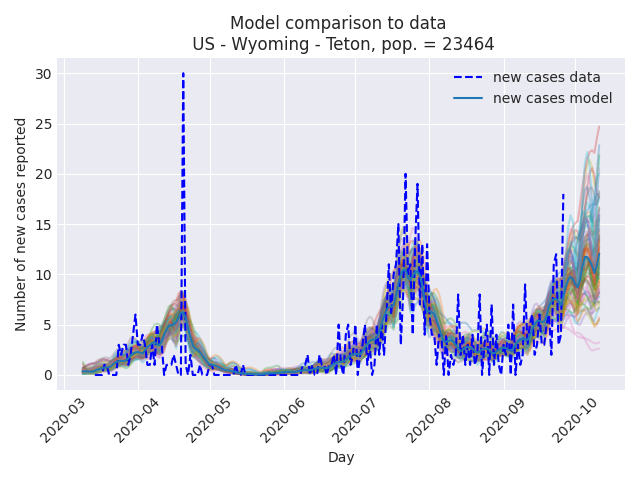 Model comparison to data
US - Wyoming - Teton, pop. = 23464
new cases data
new cases model
Number of new cases reported
30
25
20
15
10
5
0
2020-03
2020-04
2020-05
2020-06
2020-07
2020-08
2020-09
2020-10
Day